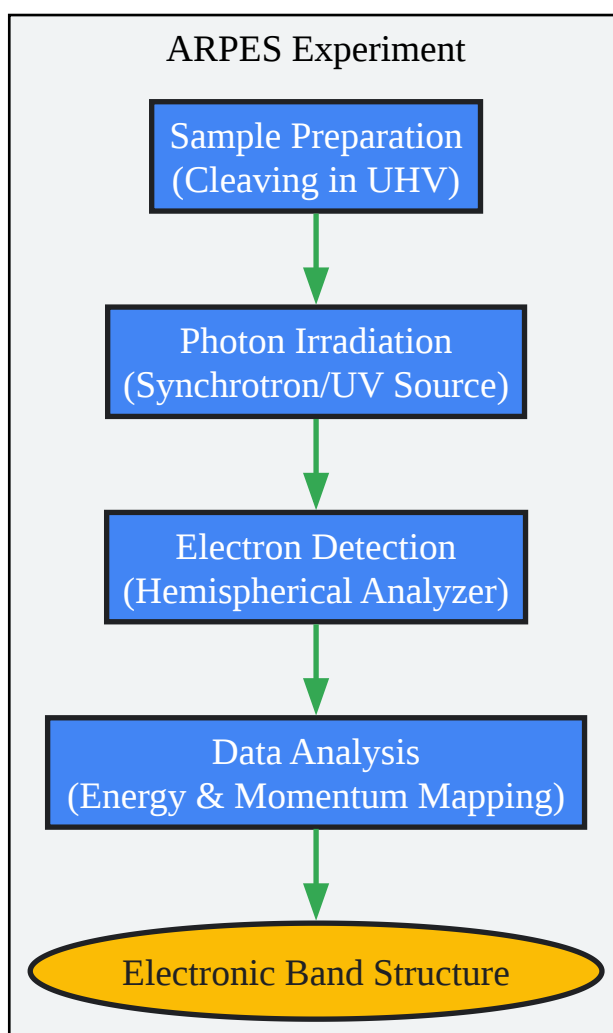 ARPES Experiment
Sample Preparation
(Cleaving in UHV)
Photon Irradiation
(Synchrotron/UV Source)
Electron Detection
(Hemispherical Analyzer)
Data Analysis
(Energy & Momentum Mapping)
Electronic Band Structure